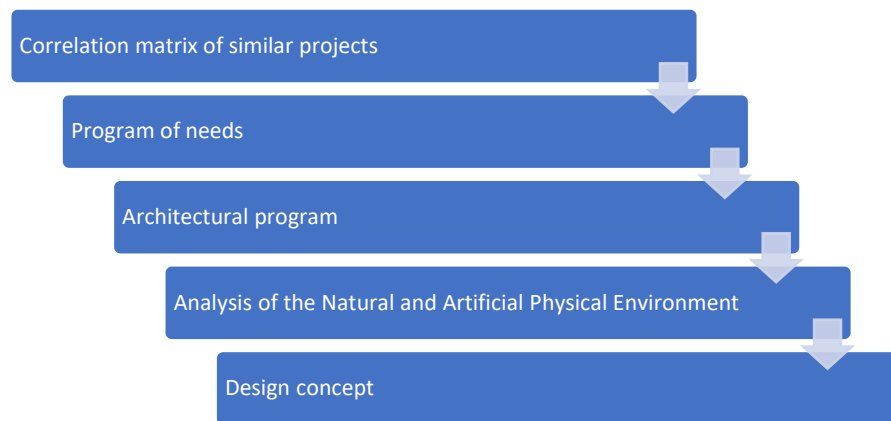 Correlation matrix of similar projects
Program of needs
Architectural program
Analysis of the Natural and Artificial Physical Environment
Design concept